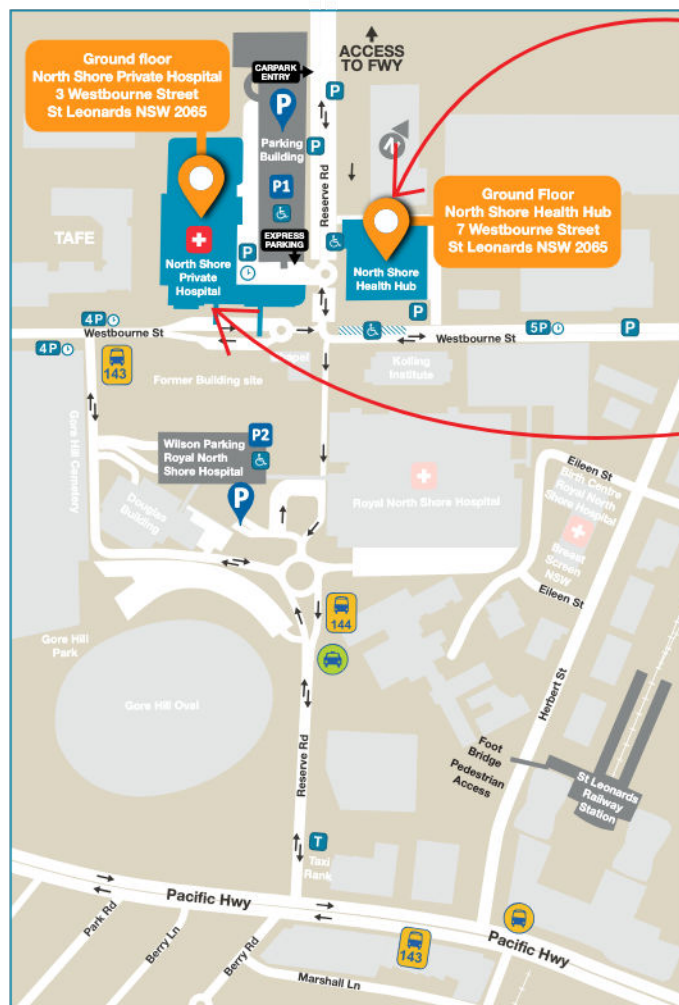 ACCESS
TO FWY
Ground floor
North Shore Private Hospital
3 Westbourne Street
St Leonards NSW 2065
CARPARK
ENTRY
P
P
Parking
Building
P
P1
Reserve Rd
N
Ground Floor
North Shore Health Hub
7 Westbourne Street
St Leonards NSW 2065
TAFE
EXPRESS
PARKING
P
North Shore
Private
Hospital
North Shore
Health Hub
P
4P
Westbourne St
4P
143
5P
P
Westbourne St
Former Building site
Kolling
Institute
Gore Hill Cemetery
Wilson Parking
Royal North
Shore Hospital
P2
P
Douglas
Building
Royal North Shore Hospital
Eileen St
Birth Centre
Royal North
Shore Hospital
Breast
Screen
NSW
Eileen St
144
Gore Hill
Park
Gore Hill Oval
Reserve Rd
Herbert St
Foot
Bridge
Pedestrian
Access
St Leonards
Railway
Station
T
Taxi
Rank
Pacific Hwy
Park Rd
Berry Ln
Berry Rd
143
Pacific Hwy
Marshall Ln